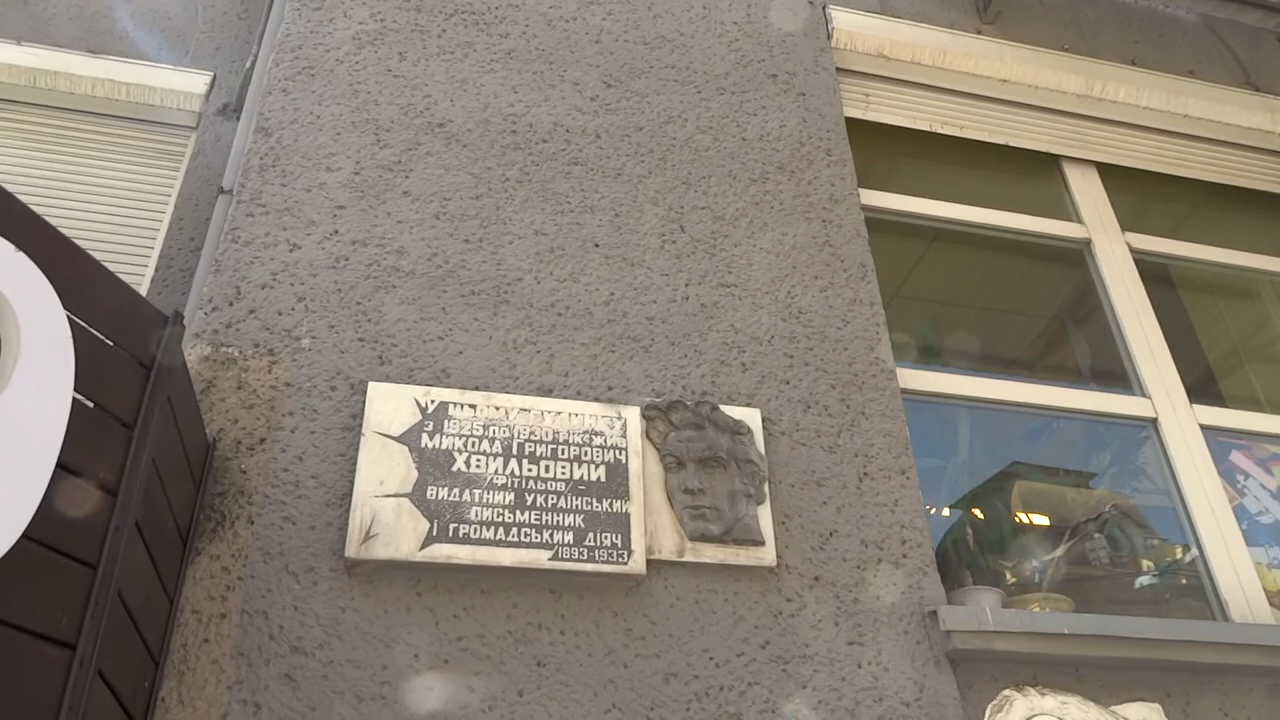 У ЦЬОМУ БУДИНКУ
З 1925 ПО 1930 РІК ЖИВ
МИКОЛА ГРИГОРОВИЧ
ХВИЛЬОВИЙ
/ФІТІЛЬОВ/ –
ВИДАТНИЙ УКРАЇНСЬКИЙ
ПИСЬМЕННИК
І ГРОМАДСЬКИЙ ДІЯЧ
/1893-1933